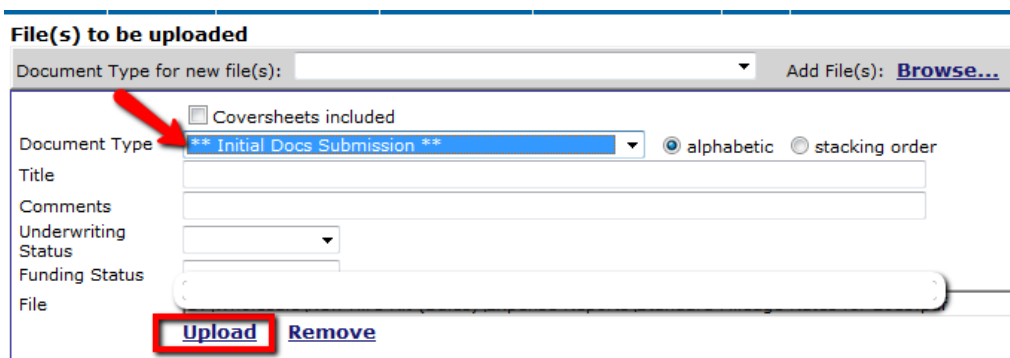 File(s) to be uploaded
Document Type for new file(s): Add File(s): Browse...
Coversheets included
Document Type ** Initial Docs Submission ** alphabetic stacking order
Title
Comments
Underwriting
Status
Funding Status
File
Upload Remove